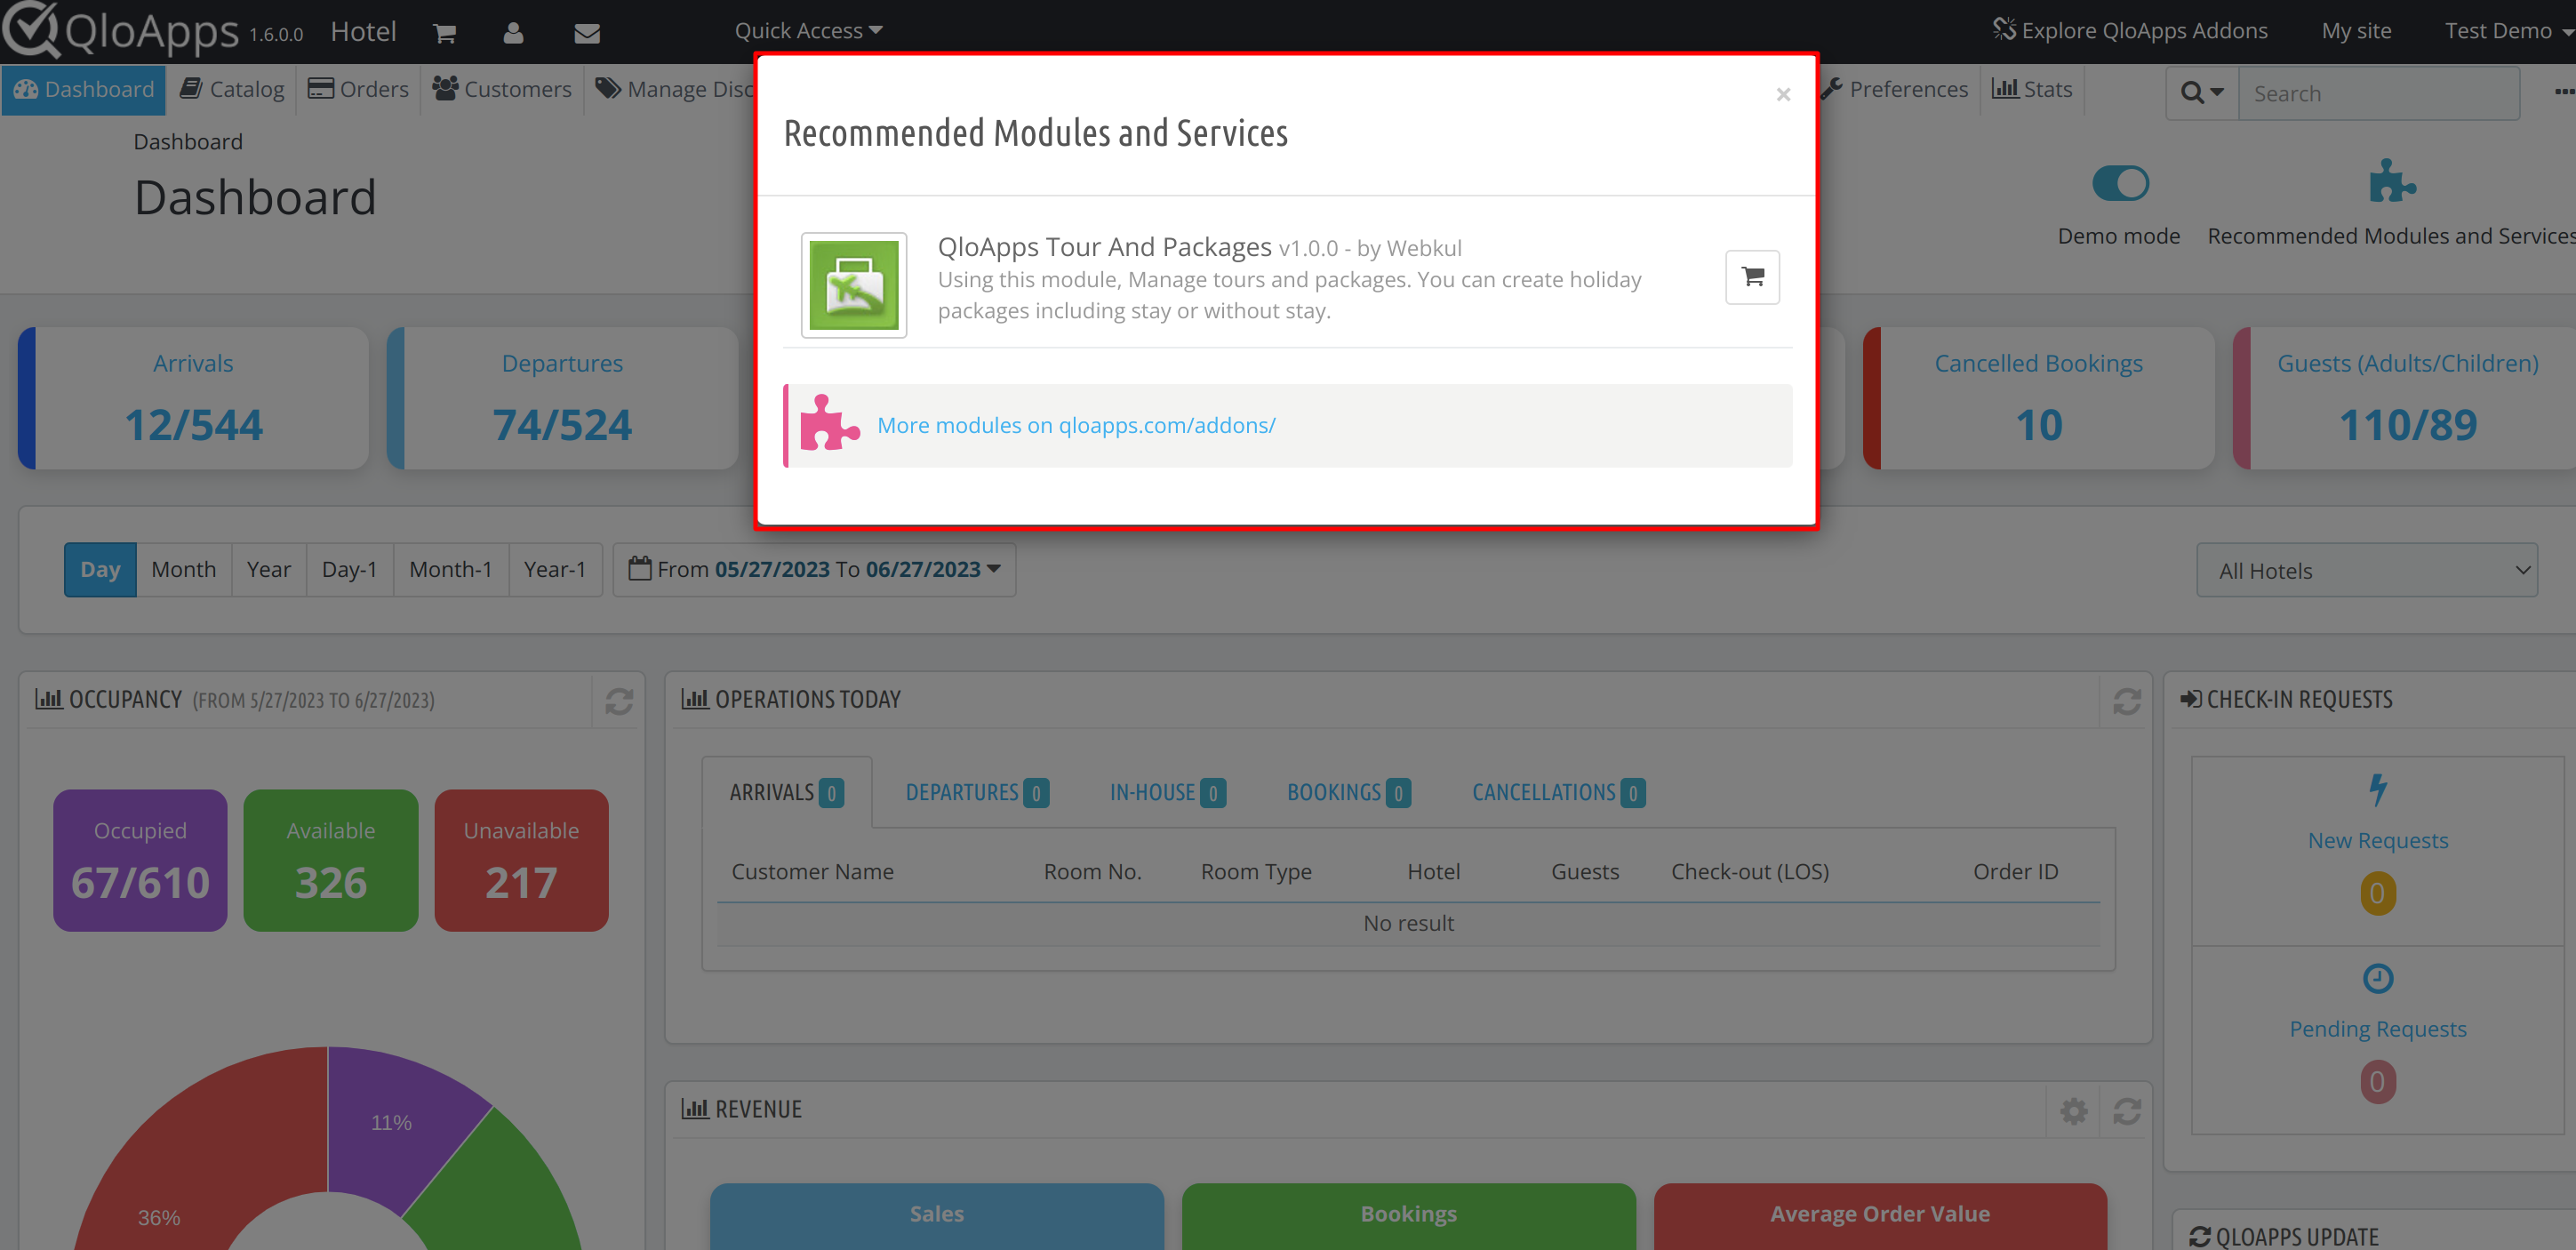 QloApps 1.6.0.0 Hotel Quick Access Explore QloApps Addons My site Test Demo
Dashboard Catalog Orders Customers Manage Disc Preferences Stats Search
Dashboard
Dashboard
Demo mode Recommended Modules and Services
×
Recommended Modules and Services
QloApps Tour And Packages v1.0.0 - by Webkul
Using this module, Manage tours and packages. You can create holiday
packages including stay or without stay.
More modules on qloapps.com/addons/
Arrivals Departures Cancelled Bookings Guests (Adults/Children)
12/544 74/524 10 110/89
Day Month Year Day-1 Month-1 Year-1 From 05/27/2023 To 06/27/2023 All Hotels
OCCUPANCY (FROM 5/27/2023 TO 6/27/2023)
Occupied Available Unavailable
67/610 326 217
11%
36%
OPERATIONS TODAY
ARRIVALS 0 DEPARTURES 0 IN-HOUSE 0 BOOKINGS 0 CANCELLATIONS 0
Customer Name Room No. Room Type Hotel Guests Check-out (LOS) Order ID
No result
REVENUE
Sales Bookings Average Order Value
CHECK-IN REQUESTS
New Requests
0
Pending Requests
0
QLOAPPS UPDATE